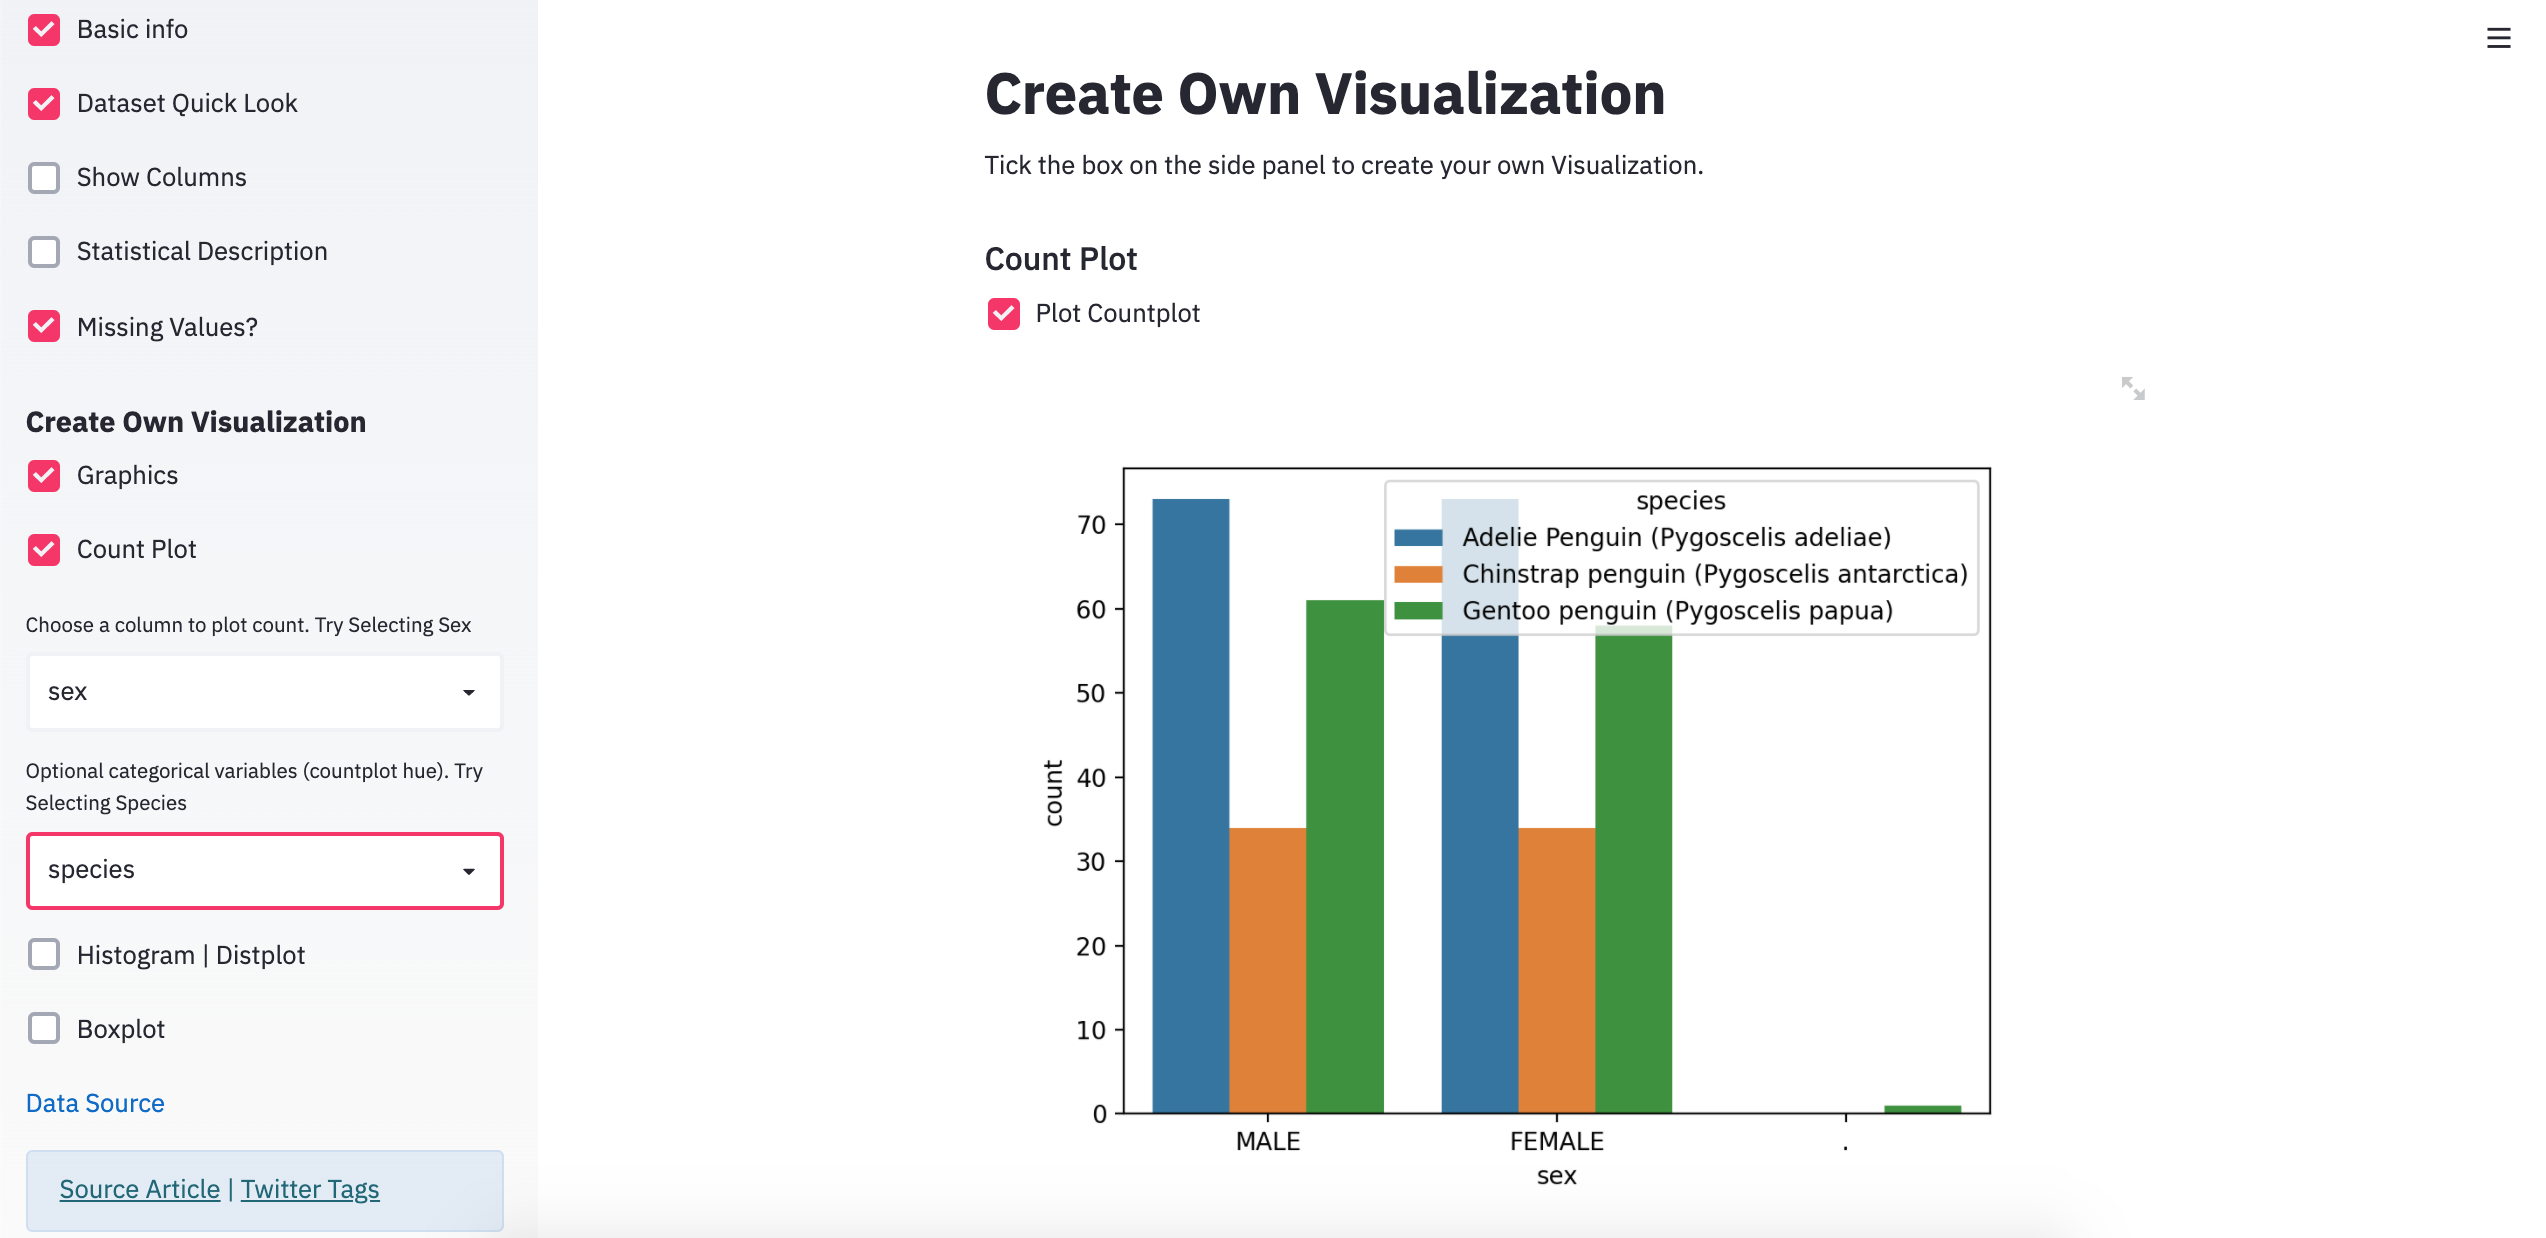 Basic info
Dataset Quick Look
Show Columns
Statistical Description
Missing Values?
Create Own Visualization
Graphics
Count Plot
Choose a column to plot count. Try Selecting Sex
sex
Optional categorical variables (countplot hue). Try
Selecting Species
species
Histogram | Distplot
Boxplot
Data Source
Source Article | Twitter Tags
Create Own Visualization
Tick the box on the side panel to create your own Visualization.
Count Plot
Plot Countplot
species
Adelie Penguin (Pygoscelis adeliae)
Chinstrap penguin (Pygoscelis antarctica)
Gentoo penguin (Pygoscelis papua)
70
60
50
40
30
20
10
0
count
MALE
FEMALE
.
sex